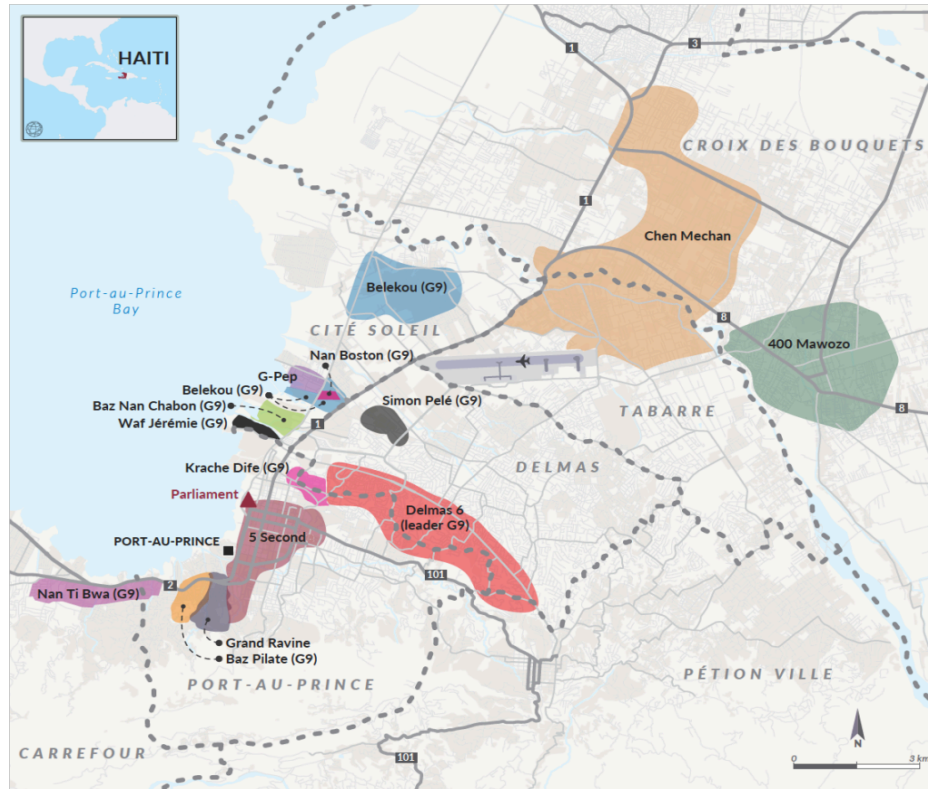 HAITI
1
3
CROIX DES BOUQUETS
1
Chen Mechan
Belekou (G9)
Port-au-Prince
Bay
8
CITÉ SOLEIL
400 Mawozo
Nan Boston (G9)
G-Pep
Belekou (G9)
Baz Nan Chabon (G9)
Simon Pelé (G9)
8
TABARRE
Waf Jérémie (G9)
1
Krache Dife (G9)
DELMAS
Parliament
Delmas 6
(leader G9)
5 Second
PORT-AU-PRINCE
101
2
Nan Ti Bwa (G9)
Grand Ravine
Baz Pilate (G9)
PÉTION VILLE
PORT-AU-PRINCE
N
CARREFOUR
101
0
3 km